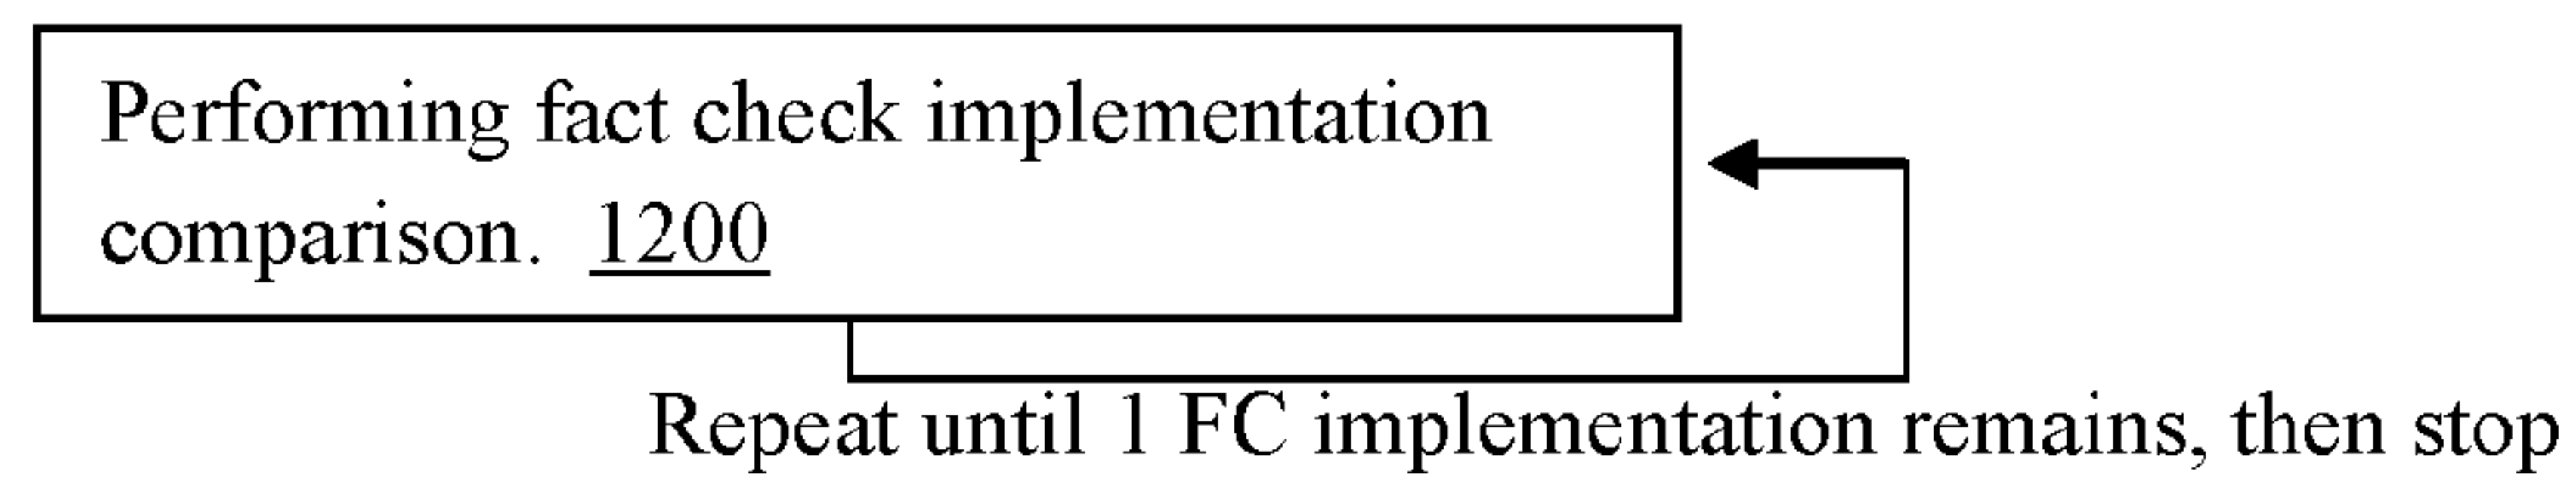 Performing fact check implementation
comparison. 1200
Repeat until 1 FC implementation remains, then stop